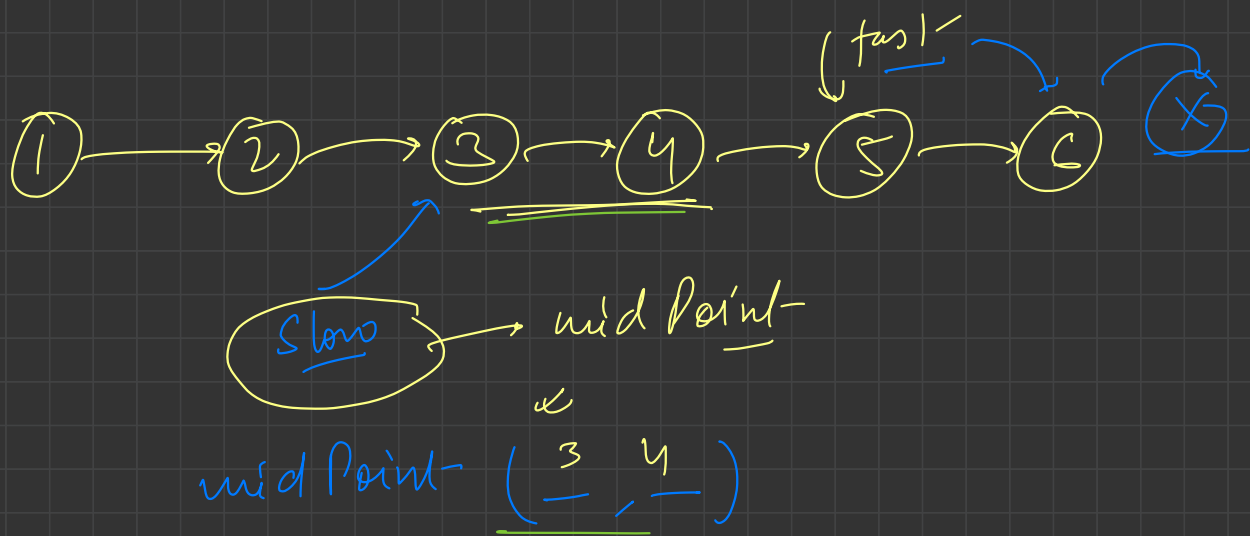 fast
1 2 3 4 5 6 X
slow
mid Point
3 4
mid Point ( , )